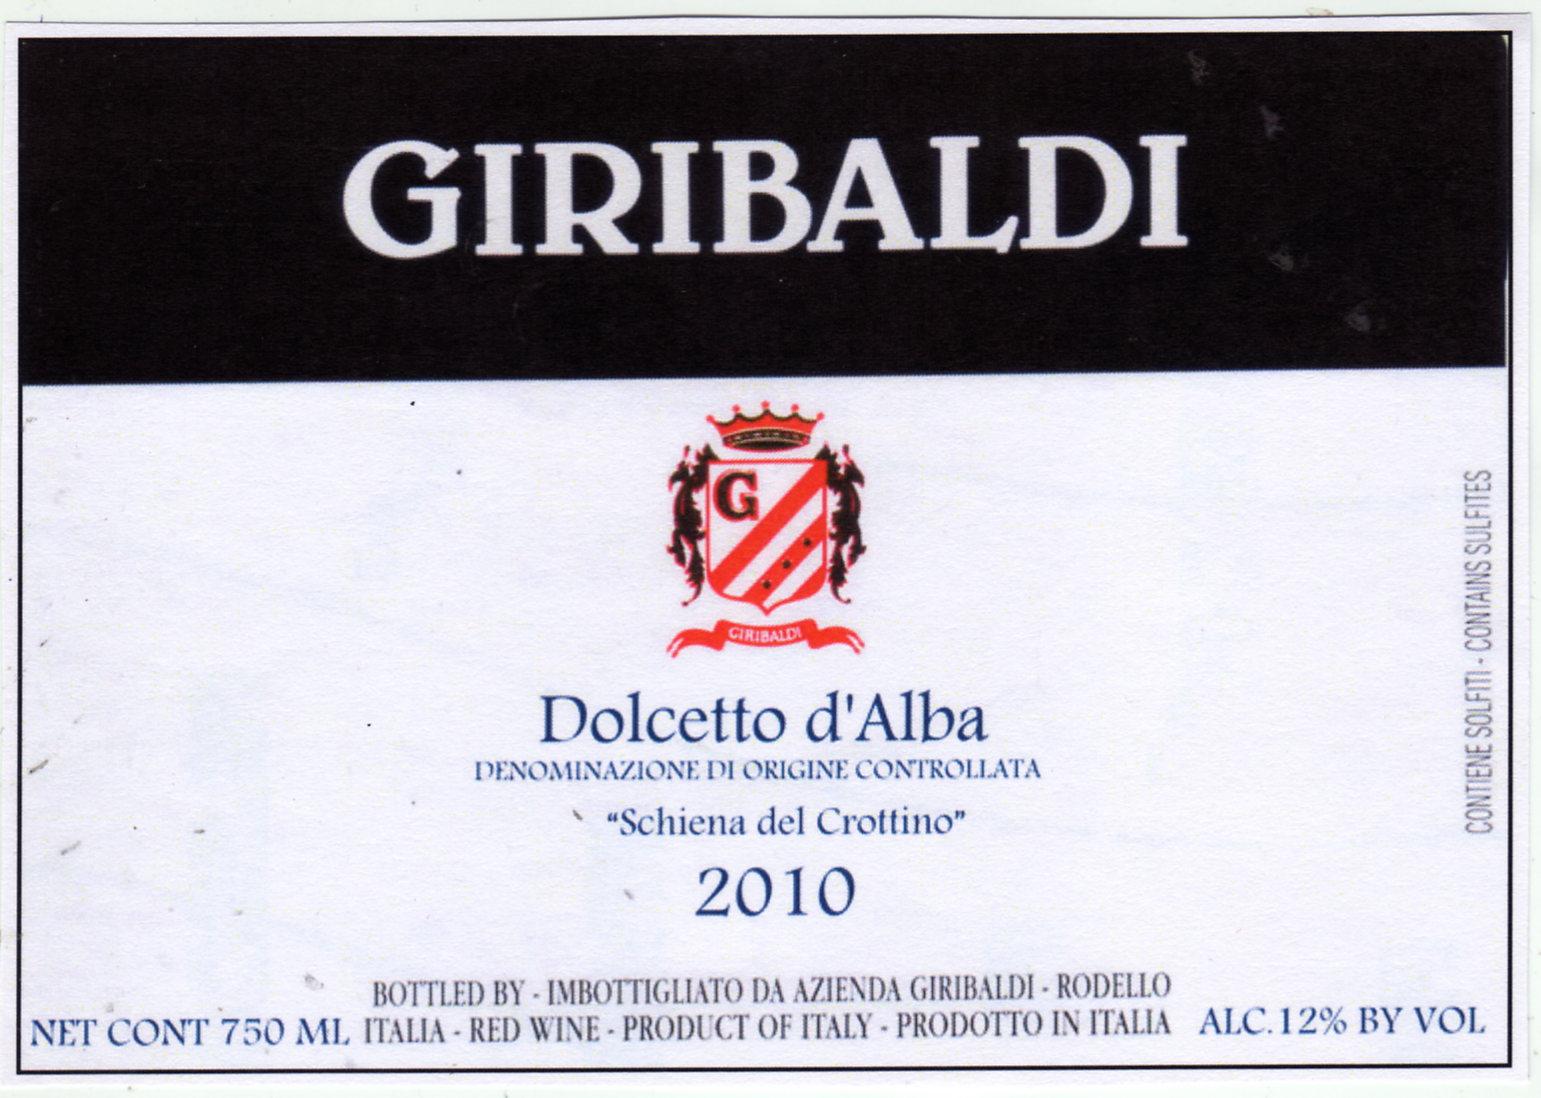 GIRIBALDI
G
GIRIBALDI
Dolcetto d'Alba
DENOMINAZIONE DI ORIGINE CONTROLLATA
"Schiena del Crottino"
2010
BOTTLED BY - IMBOTTIGLIATO DA AZIENDA GIRIBALDI - RODELLO
NET CONT 750 ML ITALIA - RED WINE - PRODUCT OF ITALY - PRODOTTO IN ITALIA ALC.12% BY VOL
CONTIENE SOLFITI - CONTAINS SULFITES